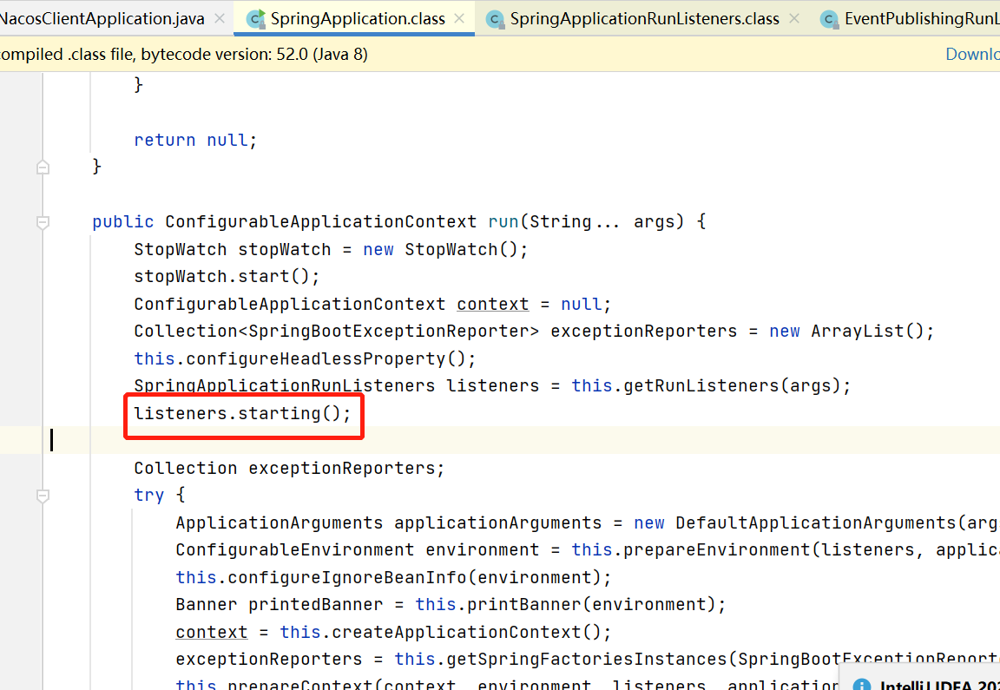 NacosClientApplication.java × SpringApplication.class × SpringApplicationRunListeners.class × EventPublishingRunL
compiled .class file, bytecode version: 52.0 (Java 8) Downlo
}
return null;
}
public ConfigurableApplicationContext run(String... args) {
StopWatch stopWatch = new StopWatch();
stopWatch.start();
ConfigurableApplicationContext context = null;
Collection<SpringBootExceptionReporter> exceptionReporters = new ArrayList();
this.configureHeadlessProperty();
SpringApplicationRunListeners listeners = this.getRunListeners(args);
listeners.starting();
Collection exceptionReporters;
try {
ApplicationArguments applicationArguments = new DefaultApplicationArguments(arg
ConfigurableEnvironment environment = this.prepareEnvironment(listeners, applic
this.configureIgnoreBeanInfo(environment);
Banner printedBanner = this.printBanner(environment);
context = this.createApplicationContext();
exceptionReporters = this.getSpringFactoriesInstances(SpringBootExceptionReport
this.prepareContext(context, environment, listeners, application
IntelliJ IDEA 202